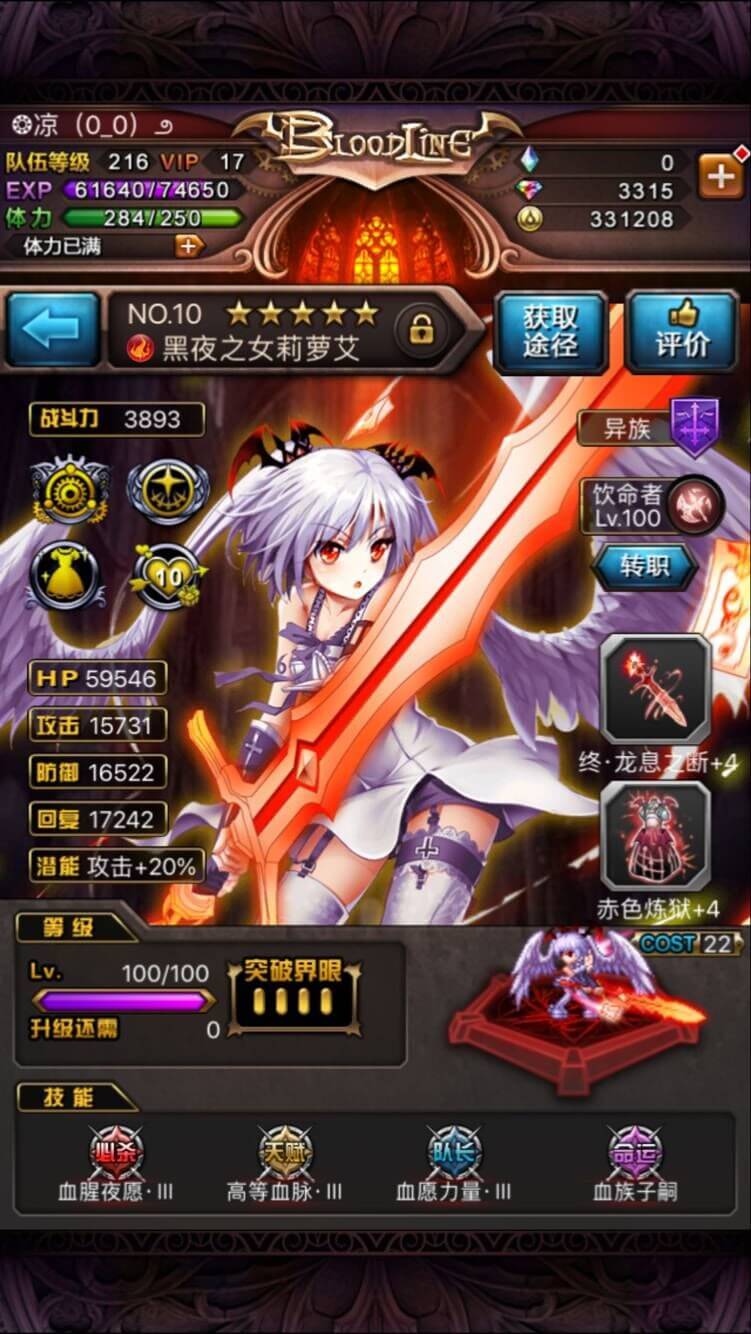 ❂凉（0_0）و
BLOODLINE
队伍等级 216 VIP 17
0
EXP 61640/74650
3315
体力 284/250
331208
体力已满
NO.10
黑夜之女莉萝艾
获取
途径
评价
战斗力 3893
异族
饮命者
Lv.100
10
转职
HP 59546
攻击 15731
终·龙息之断+4
防御 16522
回复 17242
潜能 攻击+20%
赤色炼狱+4
等级
COST 22
Lv. 100/100
突破界限
升级还需 0
技能
必杀 天赋 队长 命运
血腥夜愿·III 高等血脉·III 血愿力量·III 血族子嗣